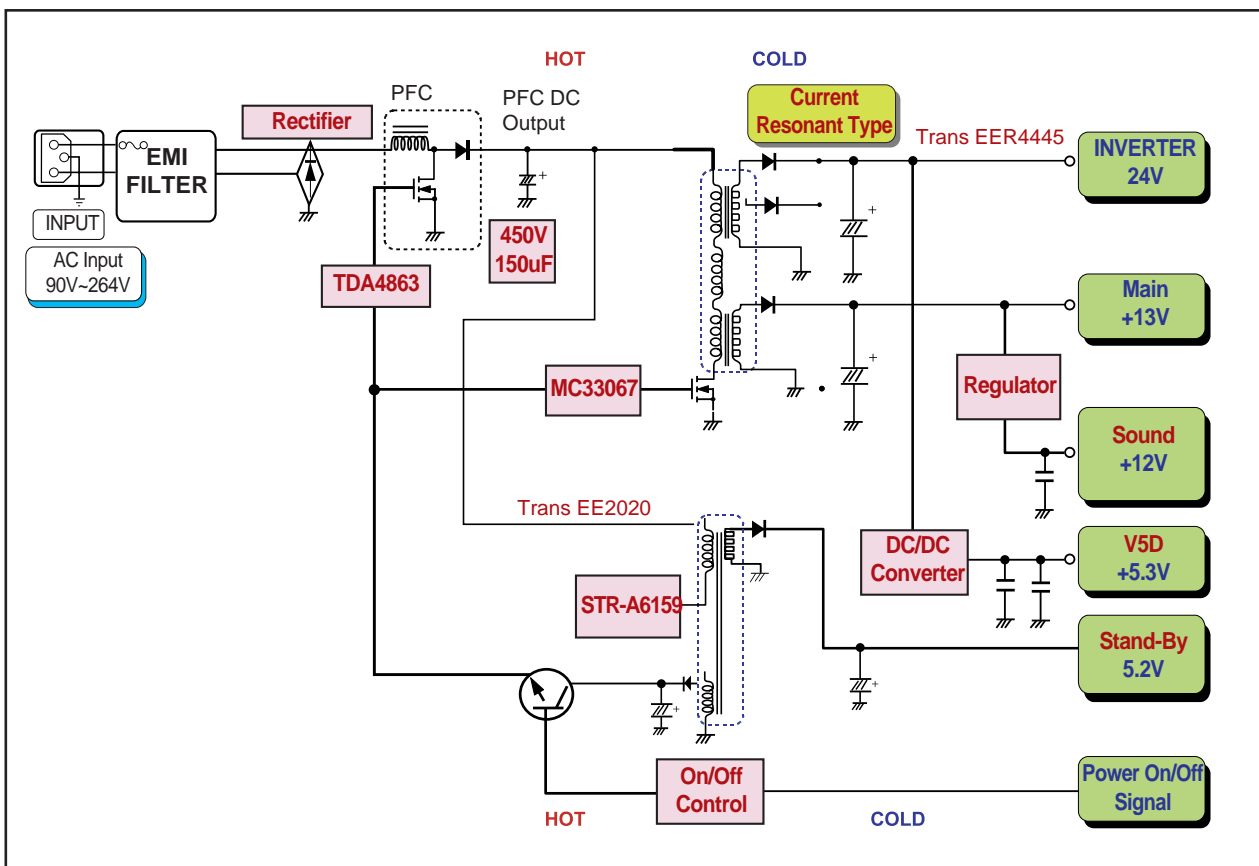 HOT
COLD
PFC
PFC DC
Output
Current
Resonant Type
Rectifier
Trans EER4445
EMI
FILTER
INVERTER
24V
INPUT
AC Input
90V~264V
450V
150uF
TDA4863
Main
+13V
MC33067
Regulator
Sound
+12V
Trans EE2020
DC/DC
Converter
V5D
+5.3V
STR-A6159
Stand-By
5.2V
On/Off
Control
Power On/Off
Signal
HOT
COLD
+
+
+
+
+